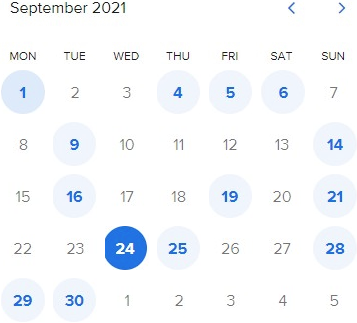 September 2021
MON TUE WED THU FRI SAT SUN
1 2 3 4 5 6 7
8 9 10 11 12 13 14
15 16 17 18 19 20 21
22 23 24 25 26 27 28
29 30 1 2 3 4 5